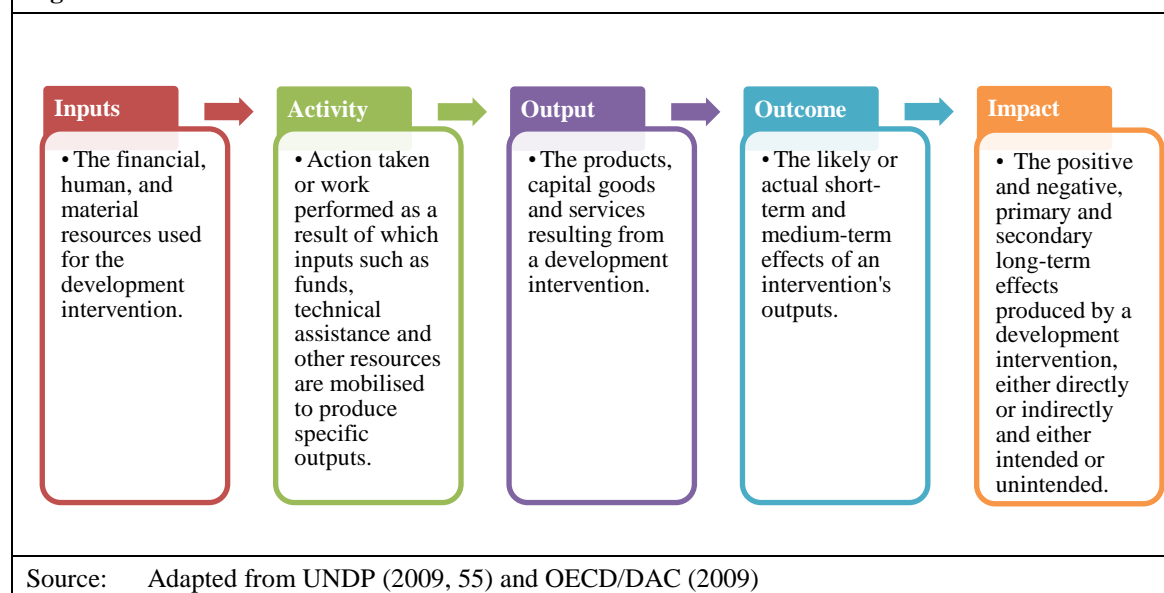 Inputs
• The financial,
human, and
material
resources used
for the
development
intervention.
Activity
• Action taken
or work
performed as a
result of which
inputs such as
funds,
technical
assistance and
other resources
are mobilised
to produce
specific
outputs.
Output
• The products,
capital goods
and services
resulting from
a development
intervention.
Outcome
• The likely or
actual short-
term and
medium-term
effects of an
intervention's
outputs.
Impact
• The positive
and negative,
primary and
secondary
long-term
effects
produced by a
development
intervention,
either directly
or indirectly
and either
intended or
unintended.
Source: Adapted from UNDP (2009, 55) and OECD/DAC (2009)